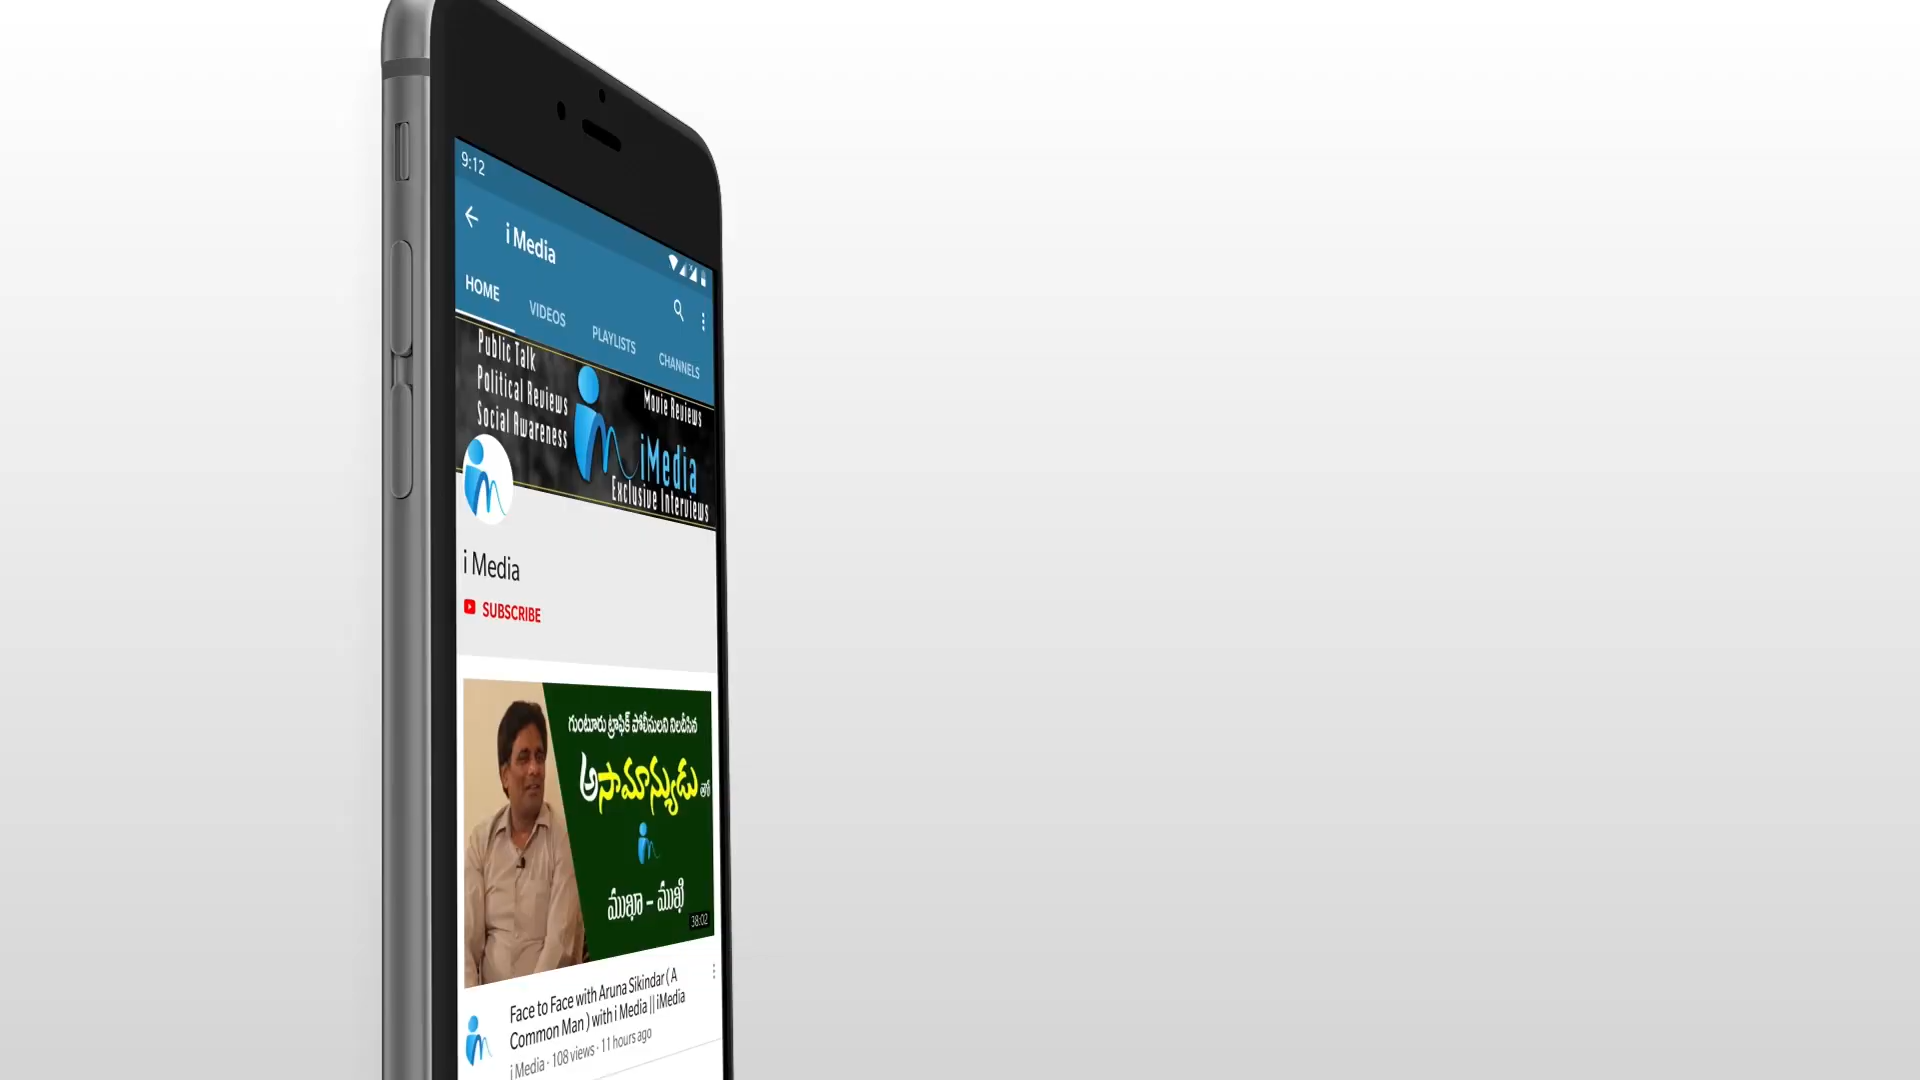 9:12
i Media
HOME
VIDEOS
PLAYLISTS
CHANNELS
Public Talk
Political Reviews
Social Awareness
Movie Reviews
iMedia
Exclusive Interviews
i Media
SUBSCRIBE
గుంటూరు ట్రాఫిక్ పోలీసులని నిలదీసిన
అసామాన్యుడు తో
ముఖా – ముఖి
38:02
Face to Face with Aruna Sikindar ( A
Common Man ) with i Media || iMedia
i Media · 108 views · 11 hours ago